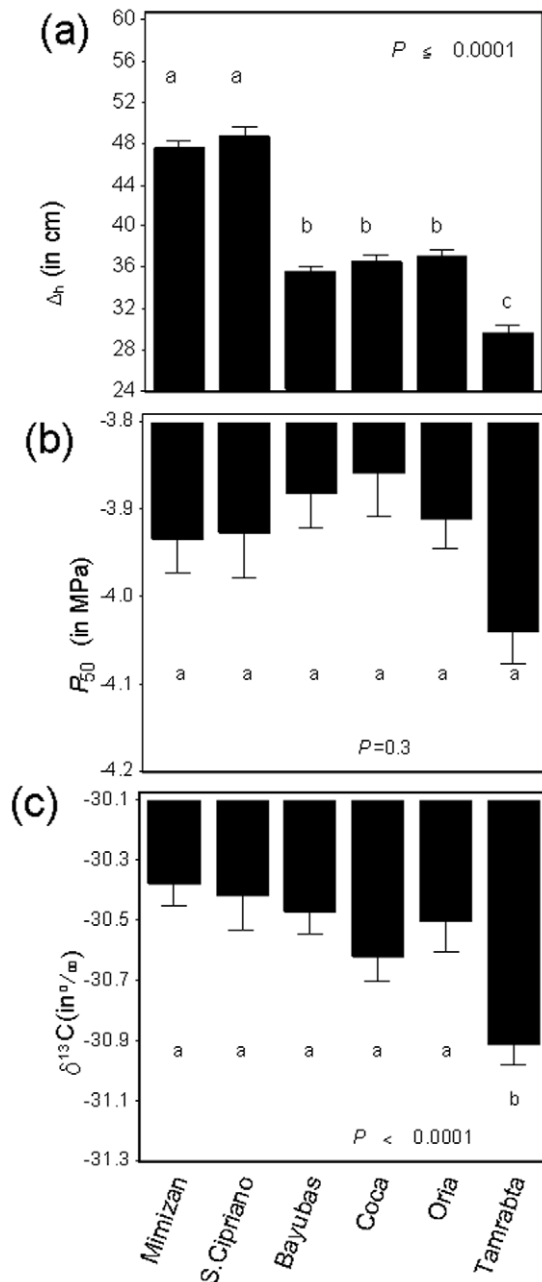 (a)
60
56
52
48
44
40
36
32
28
24
Δh (in cm)
P ≦ 0.0001
a a b b b c
(b)
-3.8
-3.9
-4.0
-4.1
-4.2
P50 (in MPa)
a a a a a a
P=0.3
(c)
-30.1
-30.3
-30.5
-30.7
-30.9
-31.1
-31.3
δ¹³C (in º/∞)
a a a a a b
P < 0.0001
Mimizan
S. Cipriano
Bayubas
Coca
Oria
Tamrabta